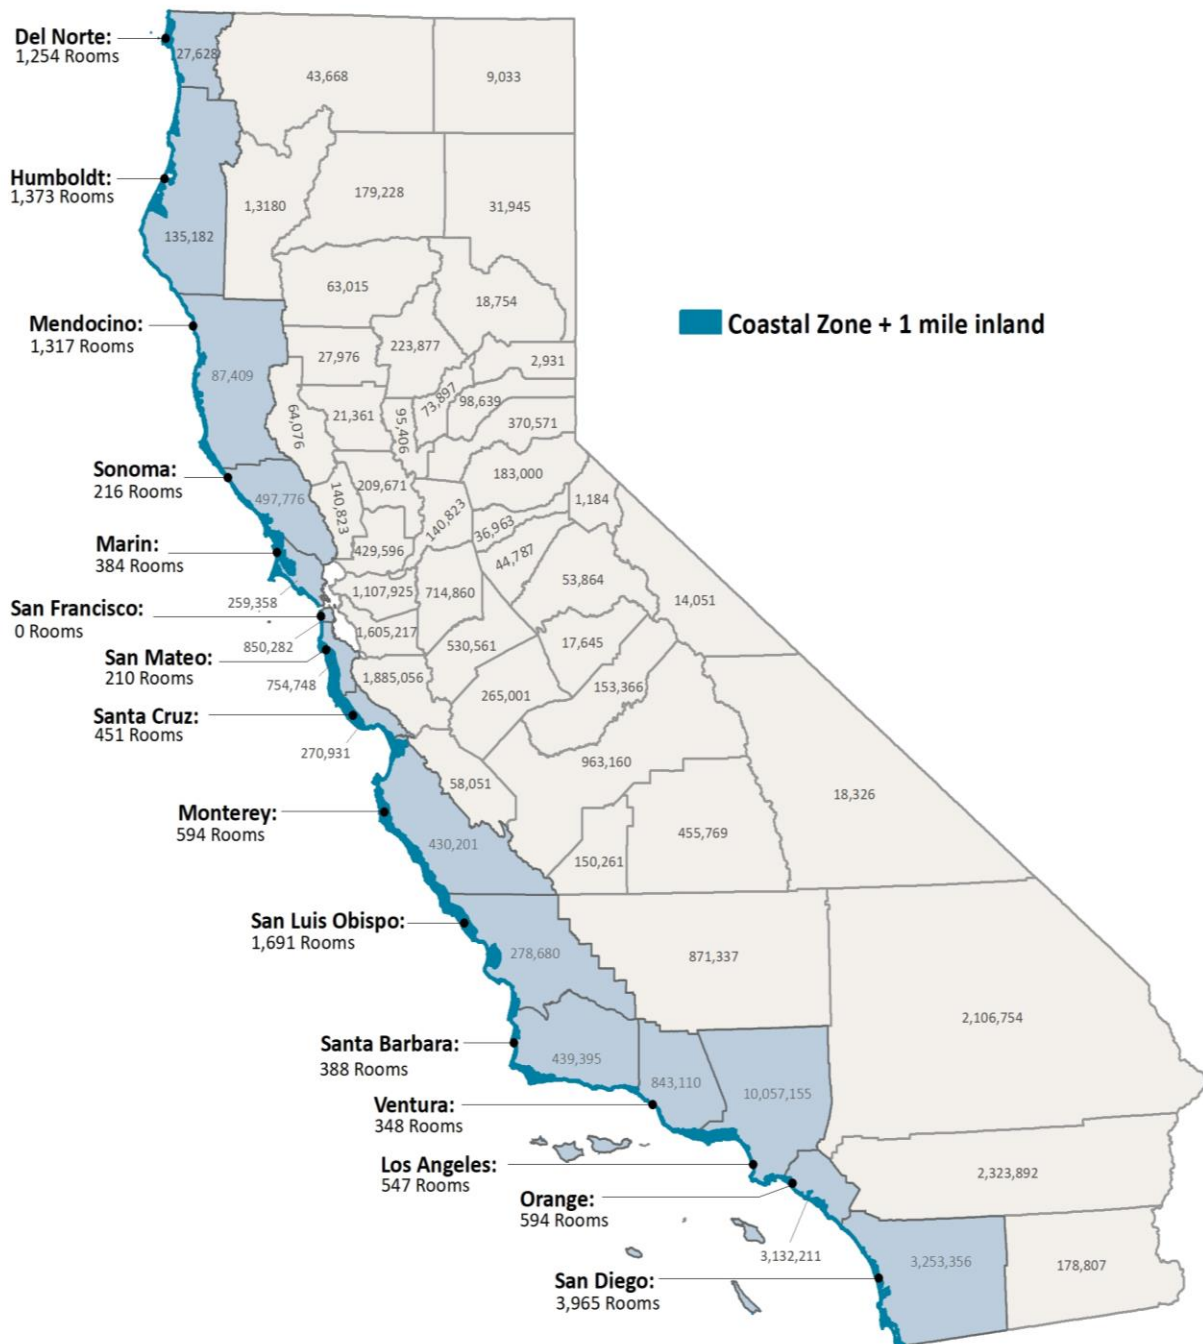 Del Norte:
1,254 Rooms
27,628
43,668
9,033
Humboldt:
1,373 Rooms
135,182
1,3180
179,228
31,945
63,015
18,754
Mendocino:
1,317 Rooms
87,409
Coastal Zone + 1 mile inland
27,976
223,877
2,931
64,076
21,361
95,406
73,897
98,639
370,571
Sonoma:
216 Rooms
497,776
140,823
209,671
140,823
183,000
36,963
1,184
Marin:
384 Rooms
259,358
429,596
44,787
53,864
14,051
San Francisco:
0 Rooms
850,282
1,107,925
714,860
1,605,217
530,561
17,645
San Mateo:
210 Rooms
754,748
1,885,056
265,001
153,366
Santa Cruz:
451 Rooms
270,931
58,051
963,160
18,326
Monterey:
594 Rooms
430,201
150,261
455,769
San Luis Obispo:
1,691 Rooms
278,680
871,337
2,106,754
Santa Barbara:
388 Rooms
439,395
843,110
10,057,155
Ventura:
348 Rooms
Los Angeles:
547 Rooms
2,323,892
Orange:
594 Rooms
3,132,211
San Diego:
3,965 Rooms
3,253,356
178,807